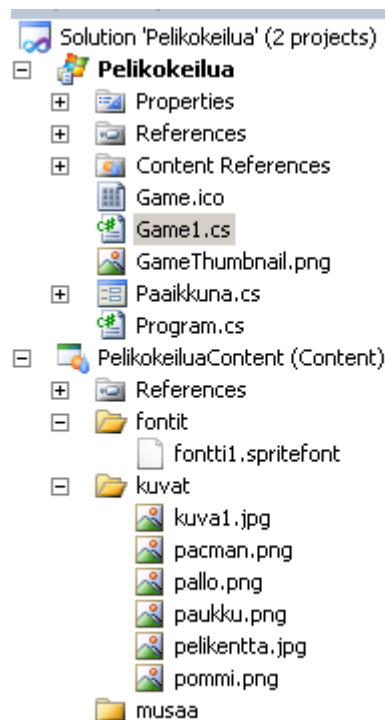 Solution 'Pelikokeilua' (2 projects)
Pelikokeilua
Properties
References
Content References
Game.ico
Game1.cs
GameThumbnail.png
Paaikkuna.cs
Program.cs
PelikokeiluaContent (Content)
References
fontit
fontti1.spritefont
kuvat
kuva1.jpg
pacman.png
pallo.png
paukku.png
pelikentta.jpg
pommi.png
musaa